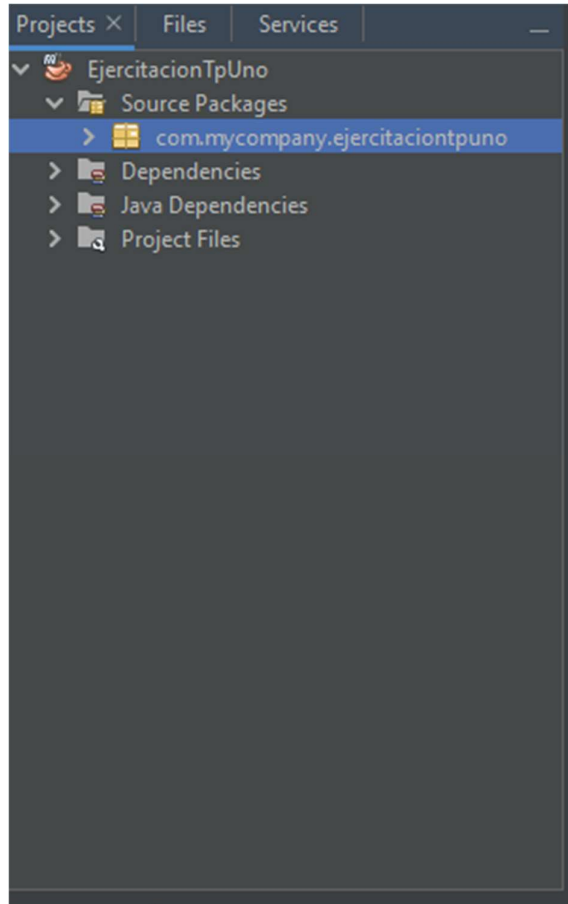 Projects Files Services
EjercitacionTpUno
Source Packages
com.mycompany.ejercitaciontpuno
Dependencies
Java Dependencies
Project Files